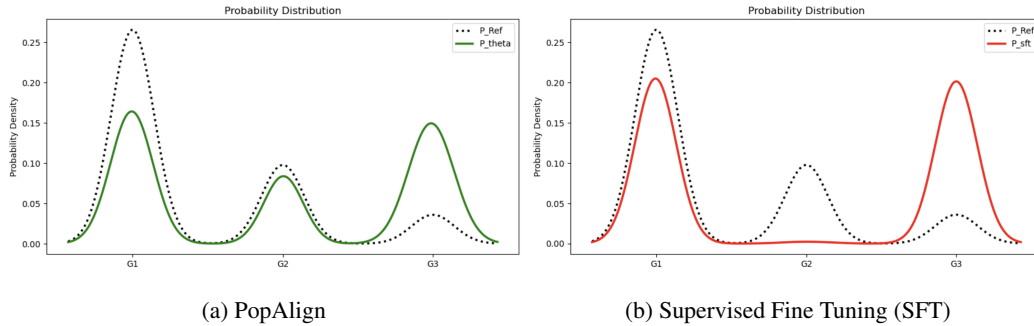 Probability Distribution
P_Ref
P_theta
Probability Density
0.25
0.20
0.15
0.10
0.05
0.00
G1 G2 G3
(a) PopAlign
Probability Distribution
P_Ref
P_sft
Probability Density
0.25
0.20
0.15
0.10
0.05
0.00
G1 G2 G3
(b) Supervised Fine Tuning (SFT)